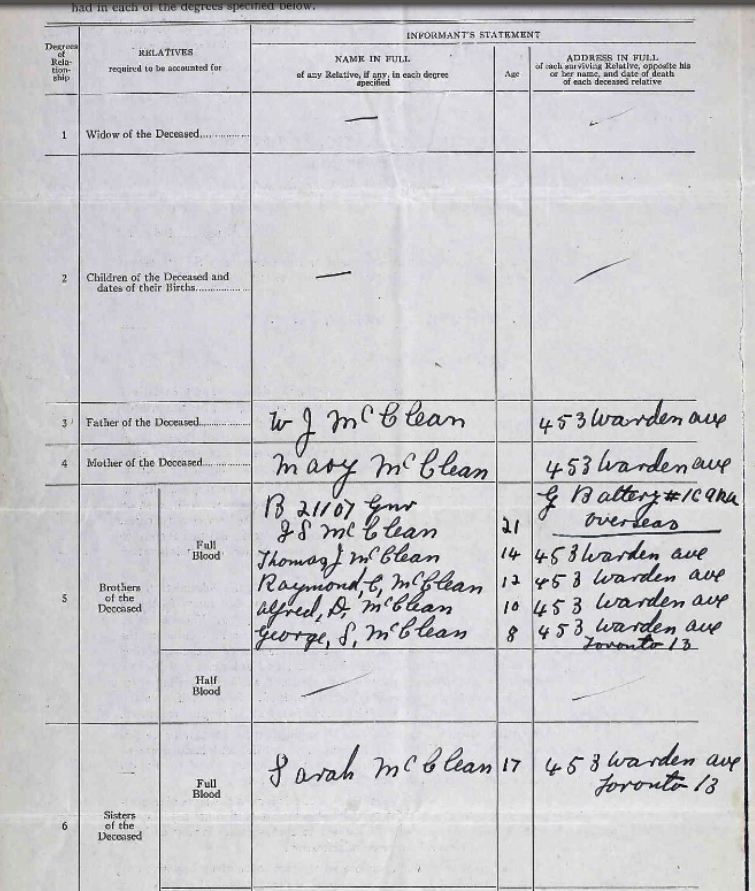 had in each of the degrees specified below.
INFORMANT'S STATEMENT
Degrees of Rela- tion- ship
RELATIVES
required to be accounted for
NAME IN FULL
of any Relative, if any, in each degree specified
Age
ADDRESS IN FULL
of each surviving Relative, opposite his
or her name, and date of death
of each deceased relative
1 Widow of the Deceased............... — —
2 Children of the Deceased and
dates of their Births............... — —
3 Father of the Deceased............... W J McClean 453 Warden ave
4 Mother of the Deceased............... Mary McClean 453 Warden ave
5 Brothers of the Deceased
Full Blood
B 21107 Gnr G Battery #1
J S McClean 21 overseas
Thomas J McClean 14 453 Warden ave
Raymond, C, McClean 12 453 Warden ave
Alfred, D, McClean 10 453 Warden ave
George, S, McClean 8 453 Warden ave
Toronto 13
Half Blood — —
6 Sisters of the Deceased
Full Blood
Sarah McClean 17 453 Warden ave
Toronto 13